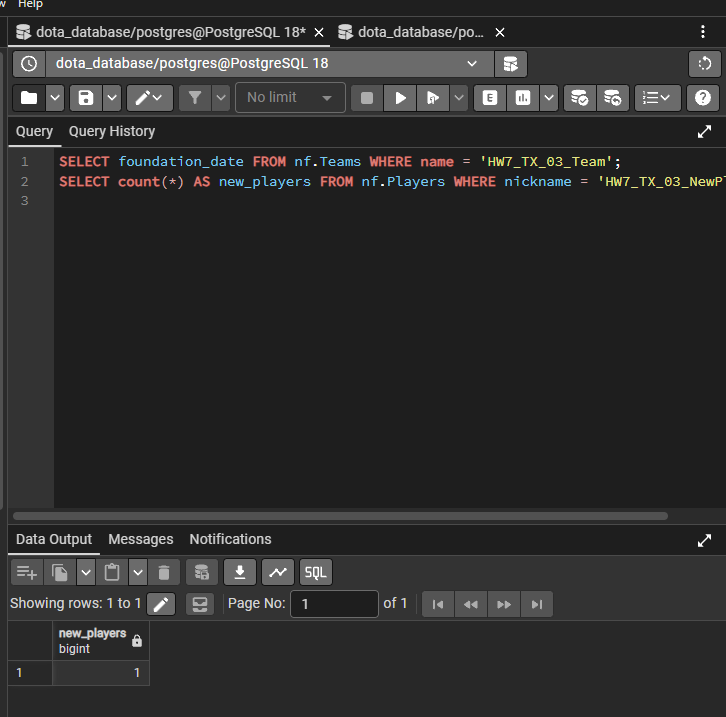 Help
dota_database/postgres@PostgreSQL 18*
dota_database/po...
dota_database/postgres@PostgreSQL 18
No limit
E
Query
Query History
1 SELECT foundation_date FROM nf.Teams WHERE name = 'HW7_TX_03_Team';
2 SELECT count(*) AS new_players FROM nf.Players WHERE nickname = 'HW7_TX_03_NewPl
3
Data Output
Messages
Notifications
SQL
Showing rows: 1 to 1
Page No: 1 of 1
new_players
bigint
1 1